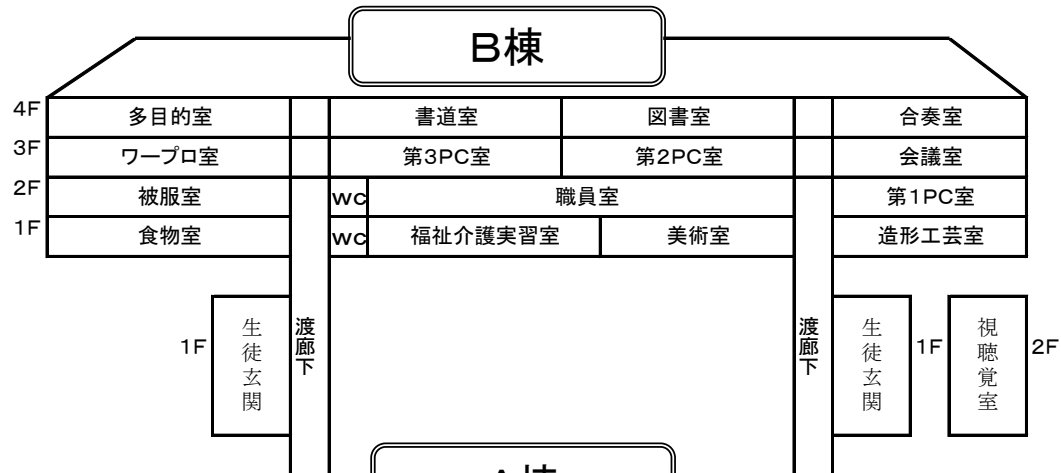 B棟
4F 多目的室 書道室 図書室 合奏室
3F ワープロ室 第3PC室 第2PC室 会議室
2F 被服室 WC 職員室 第1PC室
1F 食物室 WC 福祉介護実習室 美術室 造形工芸室
1F 生徒玄関 渡廊下 渡廊下 生徒玄関 1F 視聴覚室 2F
A棟